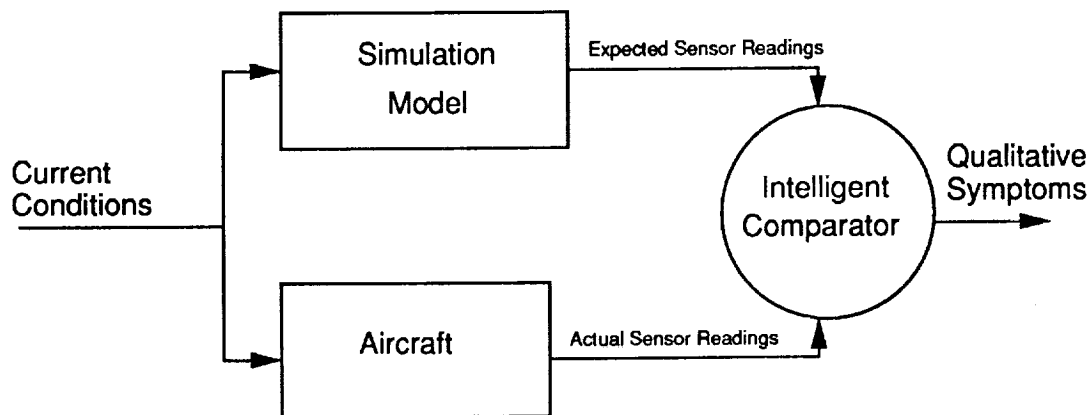 Simulation
Model
Expected Sensor Readings
Current
Conditions
Intelligent
Comparator
Qualitative
Symptoms
Aircraft
Actual Sensor Readings